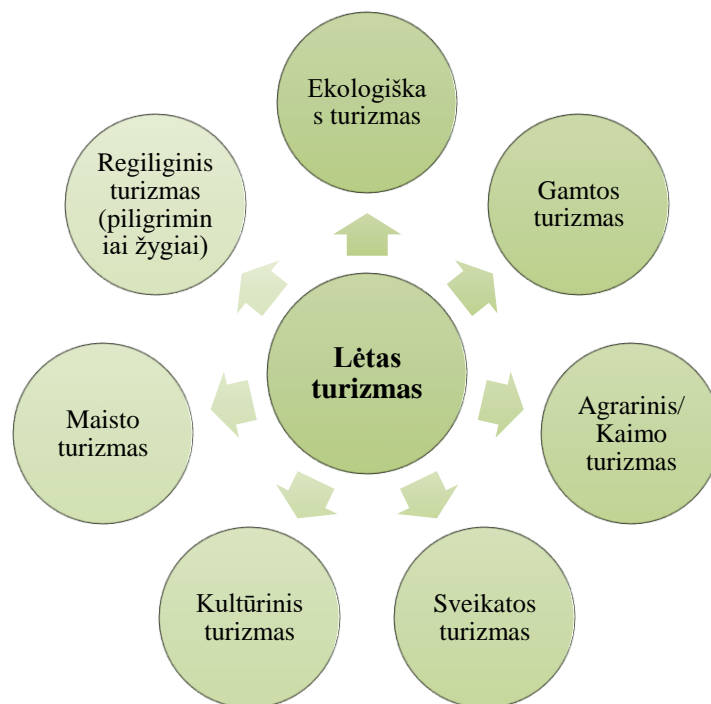 Ekologiška
s turizmas
Gamtos
turizmas
Agrarinis/
Kaimo
turizmas
Sveikatos
turizmas
Kultūrinis
turizmas
Maisto
turizmas
Regiliginis
turizmas
(piligrimin
iai žygiai)
Lėtas
turizmas